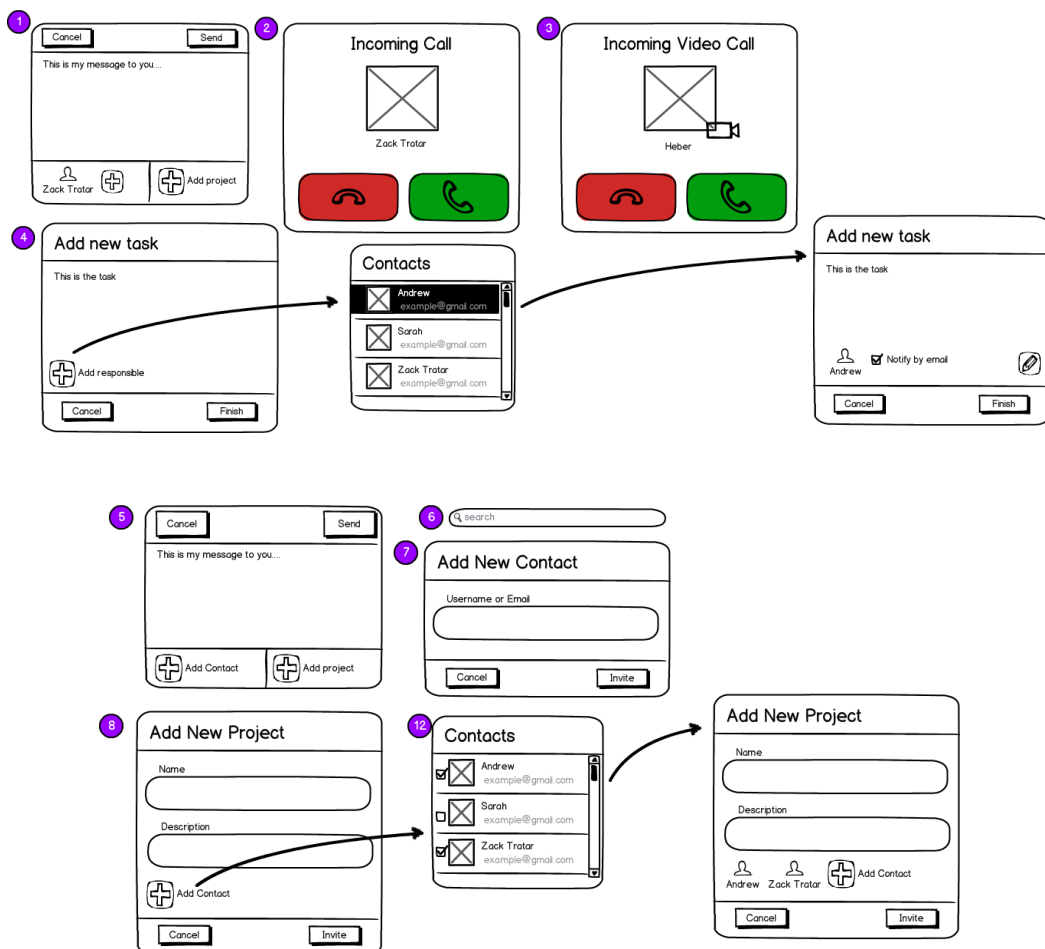 1
Cancel
Send
This is my message to you....
Zack Tratar
Add project
2
Incoming Call
Zack Tratar
3
Incoming Video Call
Heber
4
Add new task
This is the task
Add responsible
Cancel
Finish
Contacts
Andrew
example@gmail.com
Sarah
example@gmail.com
Zack Tratar
example@gmail.com
Add new task
This is the task
Andrew
Notify by email
Cancel
Finish
5
Cancel
Send
This is my message to you....
Add Contact
Add project
6
search
7
Add New Contact
Username or Email
Cancel
Invite
8
Add New Project
Name
Description
Add Contact
Cancel
Invite
12
Contacts
Andrew
example@gmail.com
Sarah
example@gmail.com
Zack Tratar
example@gmail.com
Add New Project
Name
Description
Andrew
Zack Tratar
Add Contact
Cancel
Invite